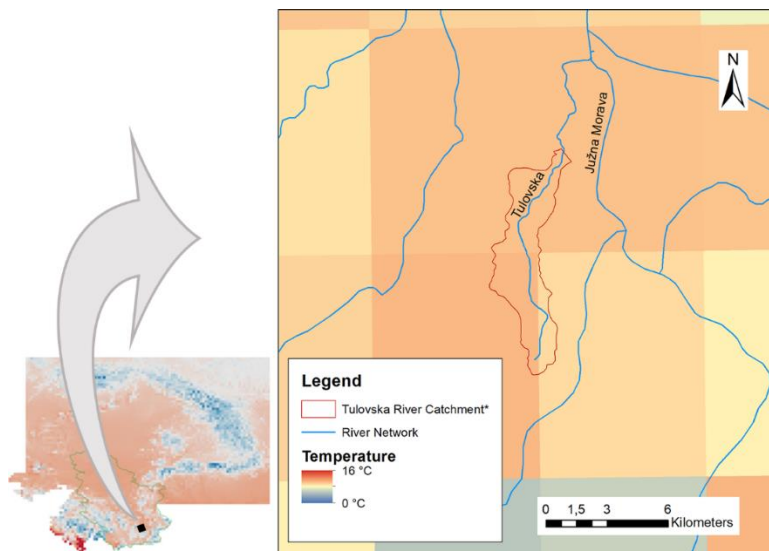 N
Južna Morava
Tulovska
Legend
Tulovska River Catchment*
River Network
Temperature
16 °C
0 °C
0 1,5 3 6
Kilometers